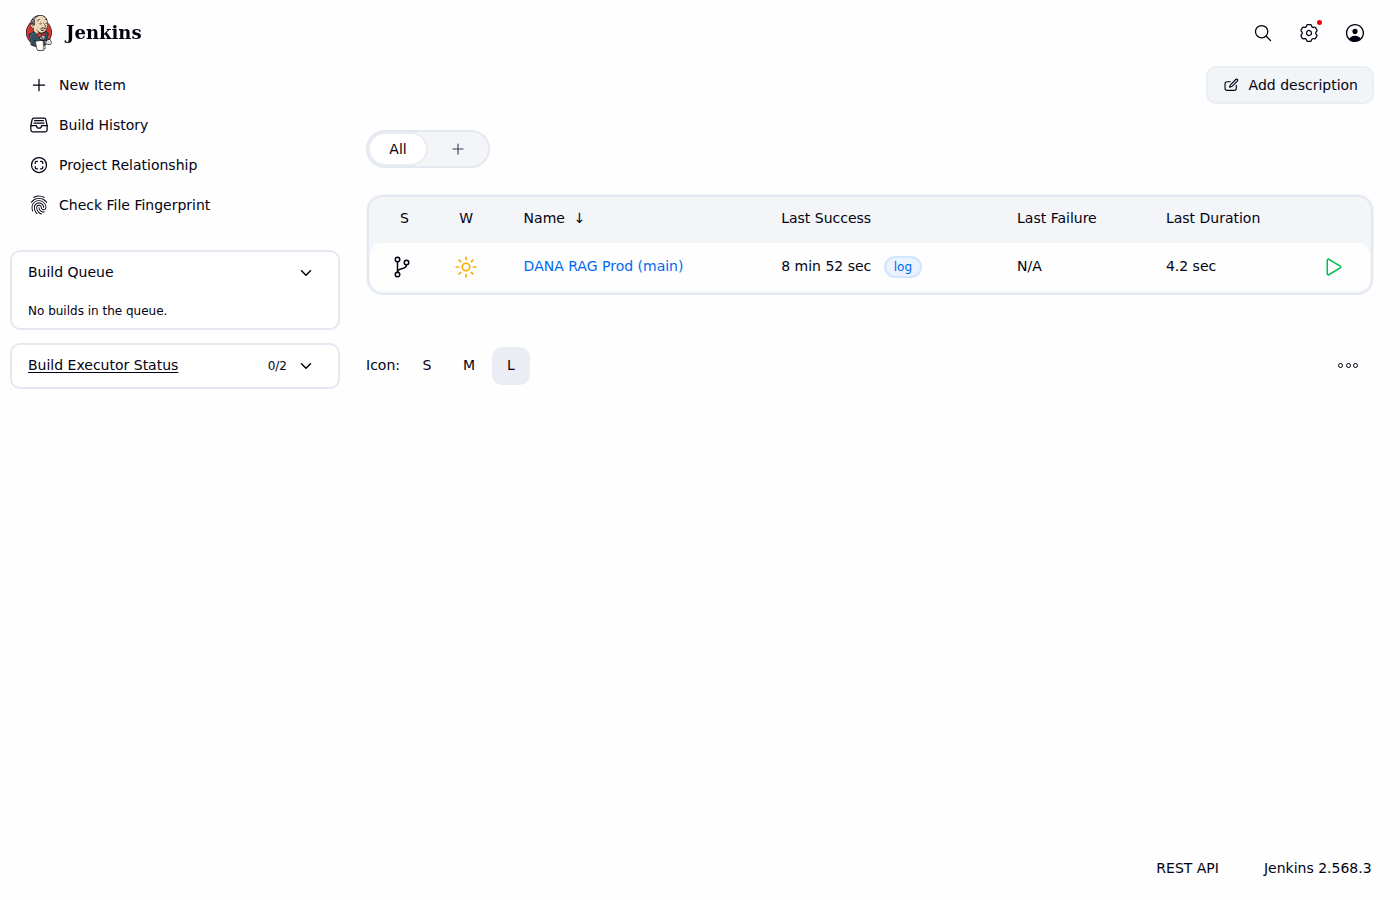 Jenkins
New Item
Build History
Project Relationship
Check File Fingerprint
Build Queue
No builds in the queue.
Build Executor Status 0/2
Add description
All
S W Name ↓ Last Success Last Failure Last Duration
DANA RAG Prod (main) 8 min 52 sec log N/A 4.2 sec
Icon: S M L
REST API Jenkins 2.568.3